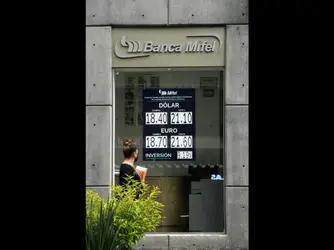 Banca Mifel
Mifel
DÓLAR
18.40 21.10
EURO
18.70 21.60
INVERSIÓN